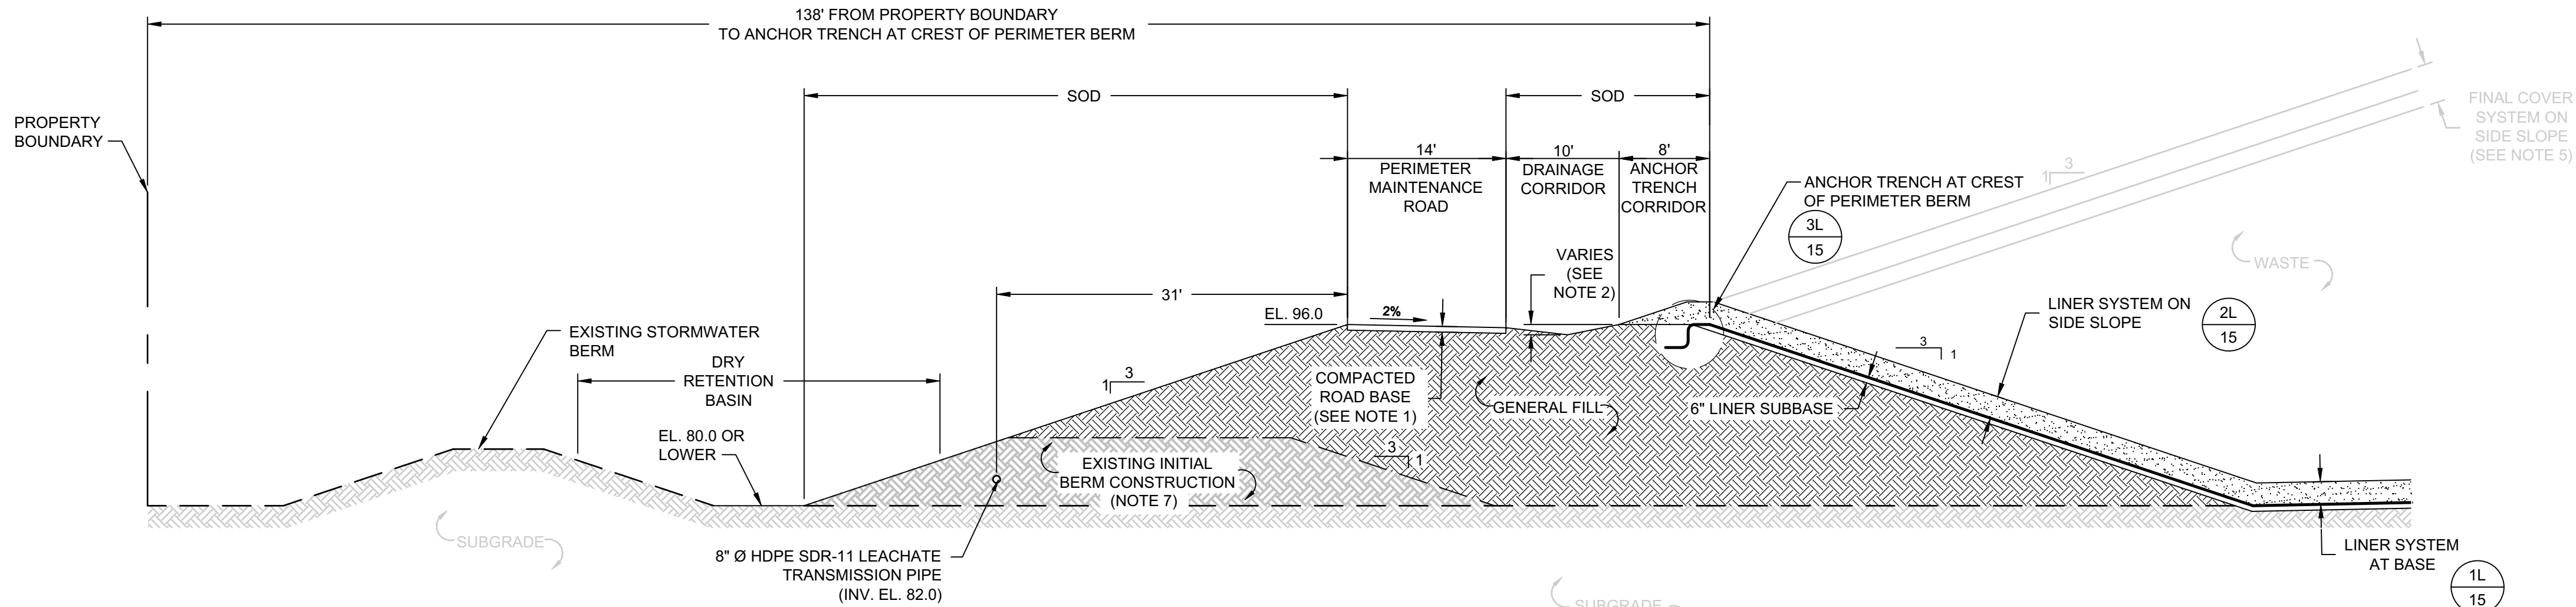 138' FROM PROPERTY BOUNDARY
TO ANCHOR TRENCH AT CREST OF PERIMETER BERM
SOD
SOD
PROPERTY
BOUNDARY
FINAL COVER
SYSTEM ON
SIDE SLOPE
(SEE NOTE 5)
14'
PERIMETER
MAINTENANCE
ROAD
10'
DRAINAGE
CORRIDOR
8'
ANCHOR
TRENCH
CORRIDOR
3
1
ANCHOR TRENCH AT CREST
OF PERIMETER BERM
3L
15
VARIES
(SEE
NOTE 2)
WASTE
31'
EL. 96.0
2%
LINER SYSTEM ON
SIDE SLOPE
2L
15
EXISTING STORMWATER
BERM
DRY
RETENTION
BASIN
3
1
3
1
COMPACTED
ROAD BASE
(SEE NOTE 1)
GENERAL FILL
6" LINER SUBBASE
EL. 80.0 OR
LOWER
3
1
EXISTING INITIAL
BERM CONSTRUCTION
(NOTE 7)
SUBGRADE
8" Ø HDPE SDR-11 LEACHATE
TRANSMISSION PIPE
(INV. EL. 82.0)
LINER SYSTEM
AT BASE
1L
15
SUBGRADE